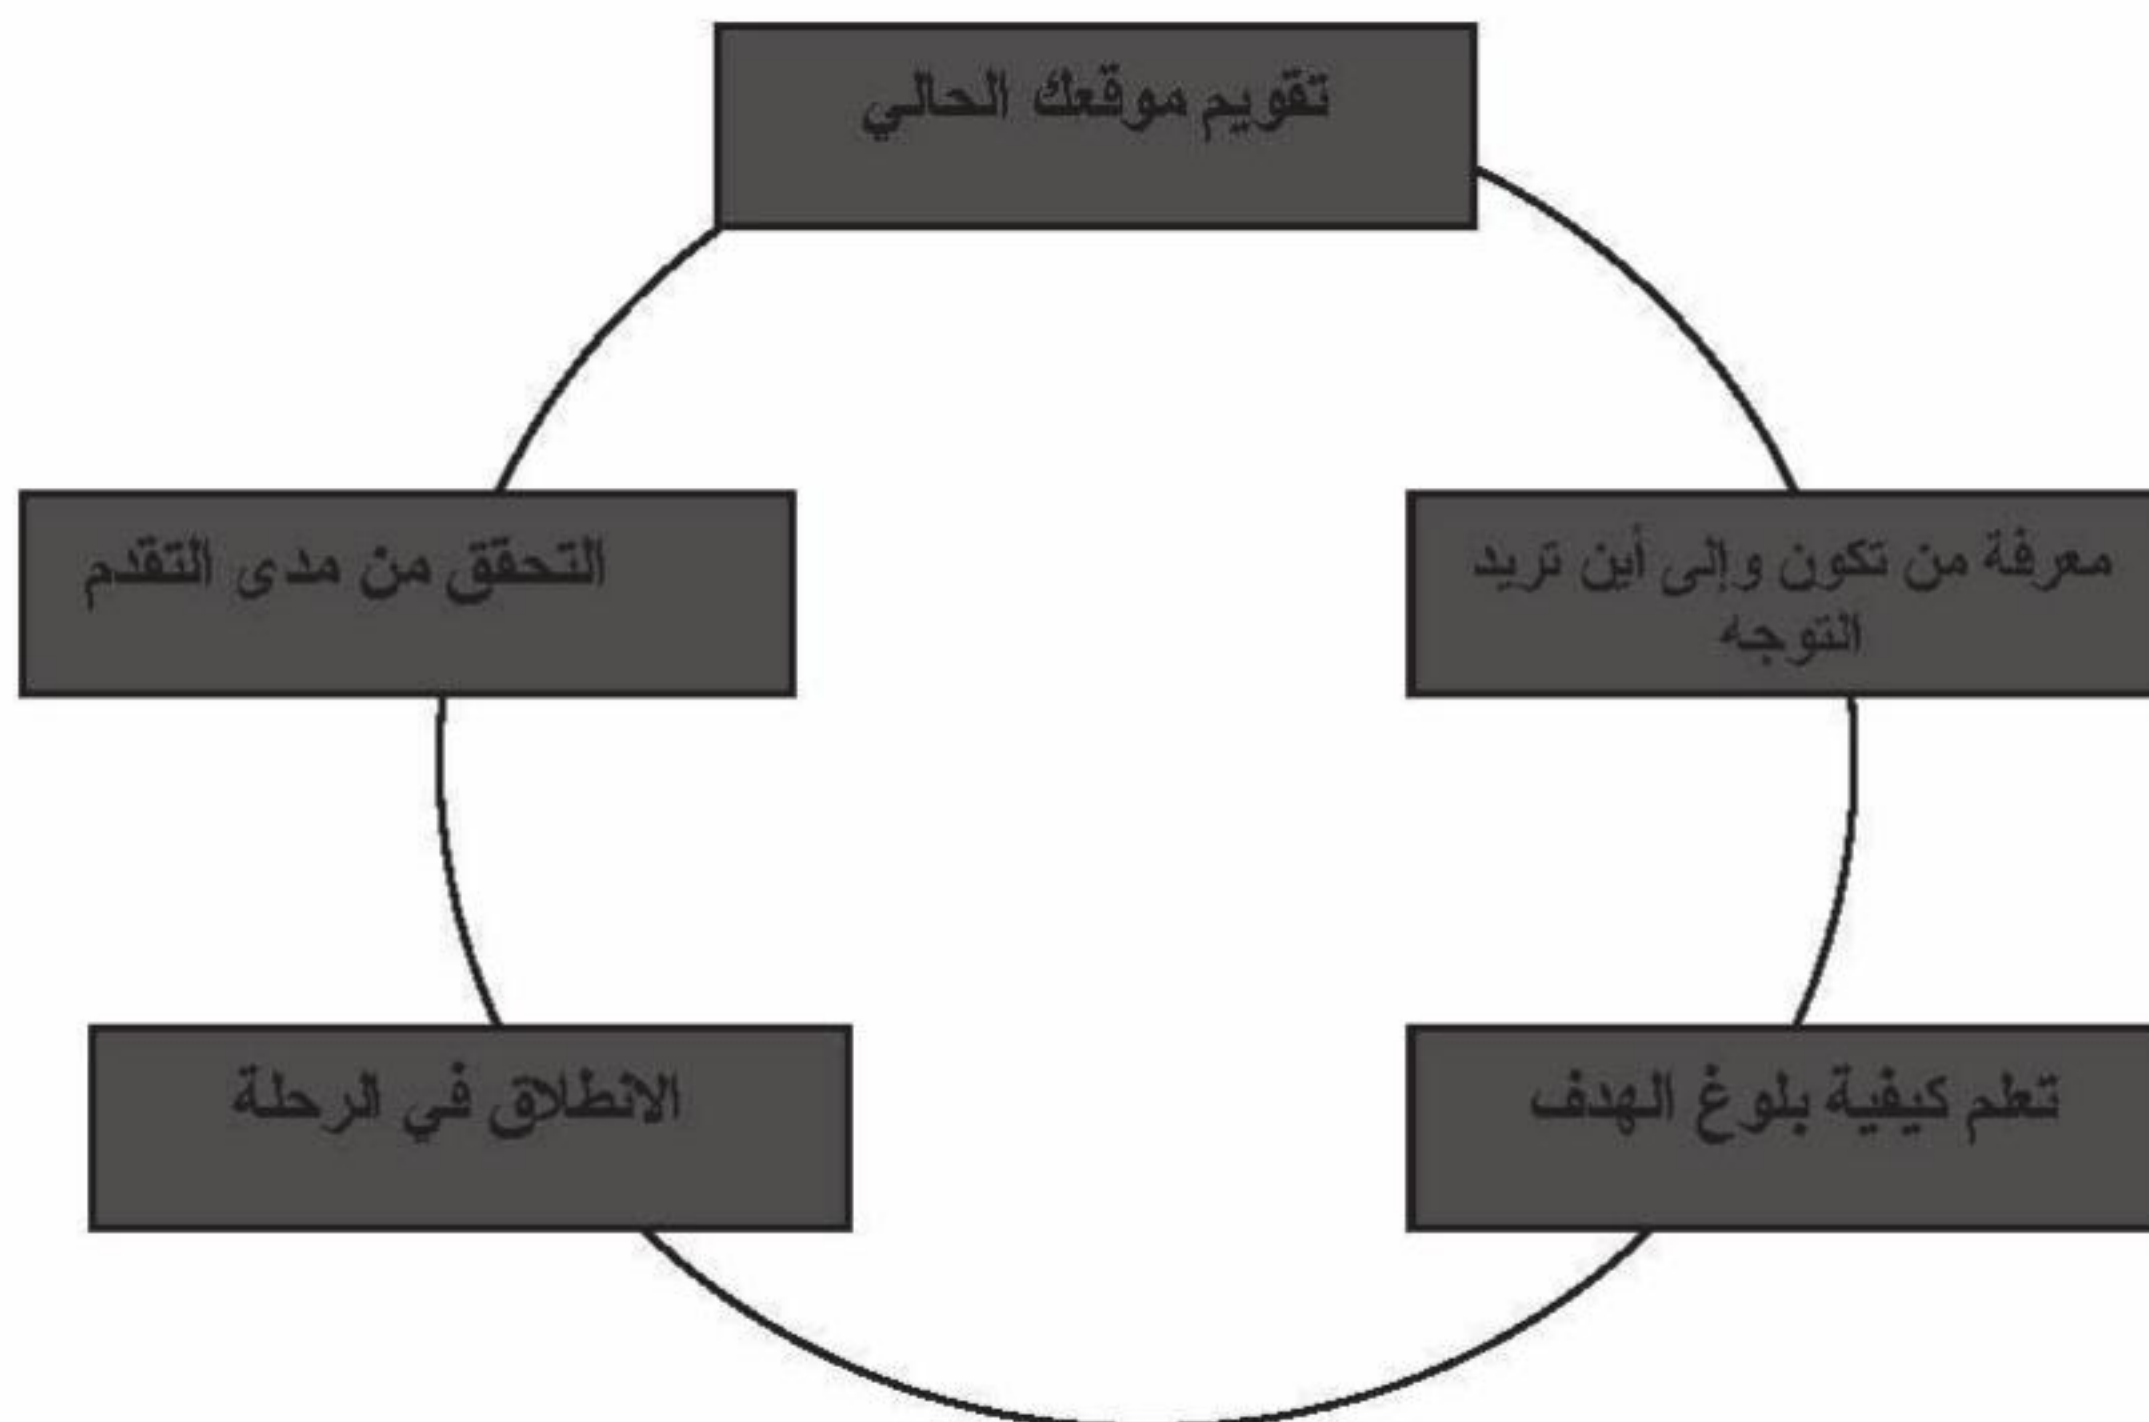 تقويم موقعك الحالي
معرفة من تكون وإلى أين تريد
التوجه
التحقق من مدى التقدم
تعلم كيفية بلوغ الهدف
الانطلاق في الرحلة